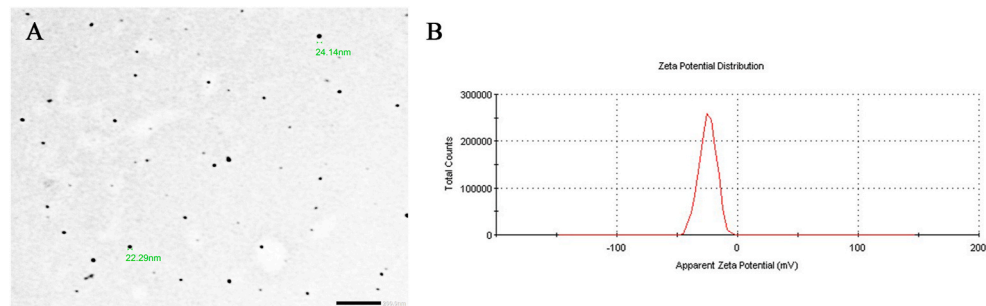 A
24.14nm
22.29nm
B
Zeta Potential Distribution
300000
200000
100000
0
Total Counts
-100
0
100
200
Apparent Zeta Potential (mV)